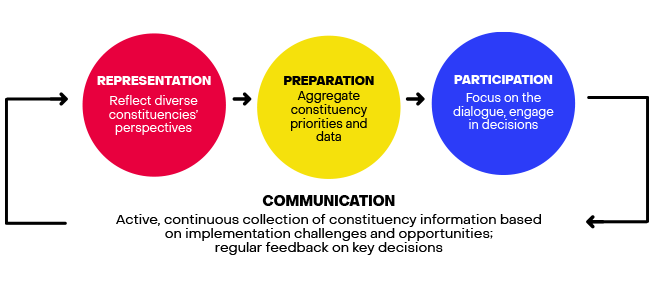 REPRESENTATION
Reflect diverse
constituencies'
perspectives
PREPARATION
Aggregate
constituency
priorities and
data
PARTICIPATION
Focus on the
dialogue, engage
in decisions
COMMUNICATION
Active, continuous collection of constituency information based
on implementation challenges and opportunities;
regular feedback on key decisions